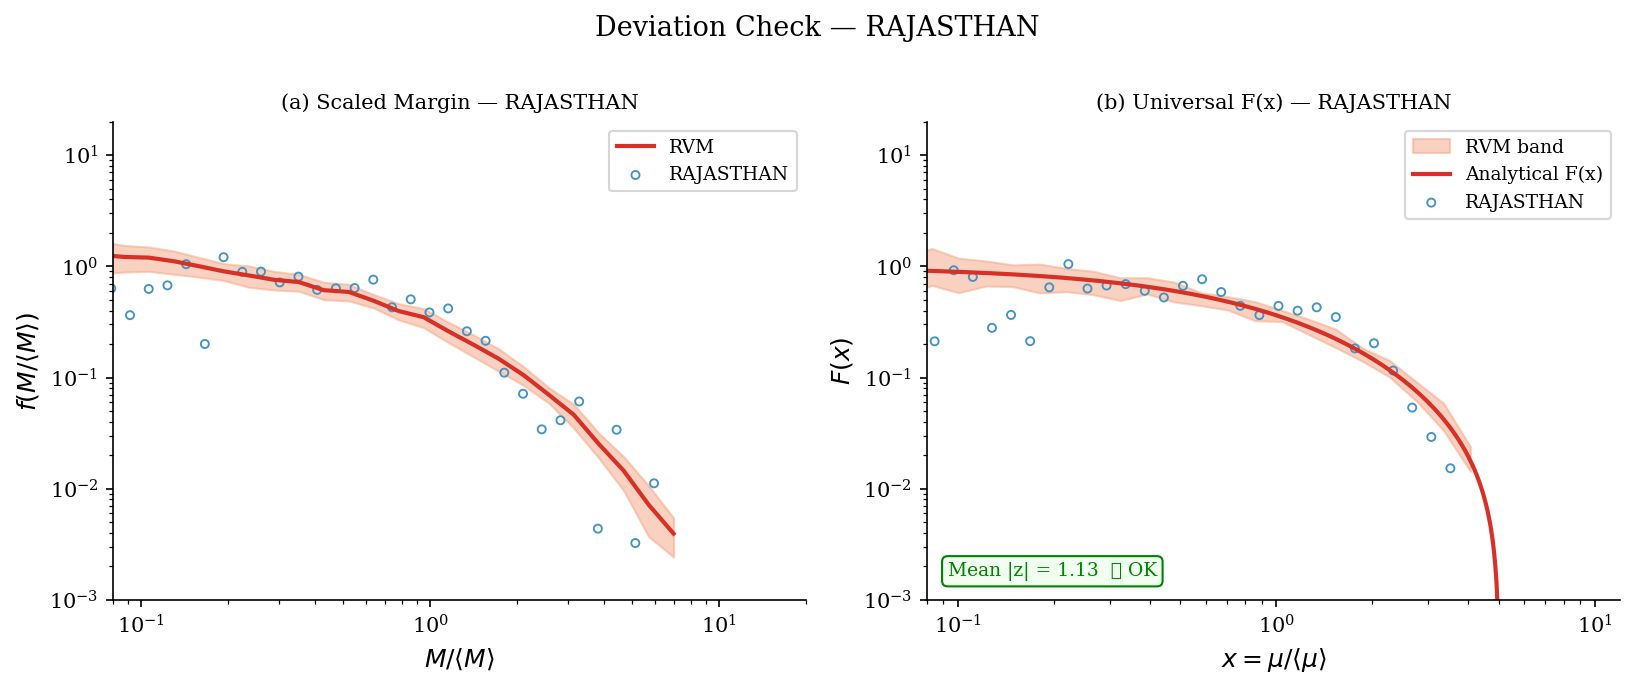 Deviation Check — RAJASTHAN
(a) Scaled Margin — RAJASTHAN
RVM
RAJASTHAN
10¹
10⁰
10⁻¹
10⁻²
10⁻³
f(M/⟨M⟩)
10⁻¹ 10⁰ 10¹
M/⟨M⟩
(b) Universal F(x) — RAJASTHAN
RVM band
Analytical F(x)
RAJASTHAN
10¹
10⁰
10⁻¹
10⁻²
10⁻³
F(x)
Mean |z| = 1.13 ▯ OK
10⁻¹ 10⁰ 10¹
x = μ/⟨μ⟩